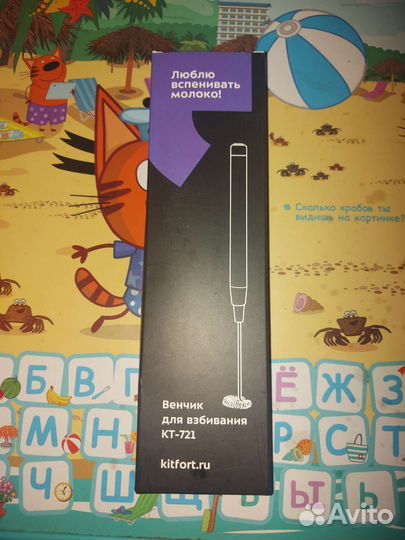 Люблю
вспенивать
молоко!
Сколько крабов ты
видишь на картинке?
Б В Г Ё Ж З
М Н О С Т
Ч Ш Щ Ъ Ы Ь
Венчик
для взбивания
КТ-721
kitfort.ru
Avito